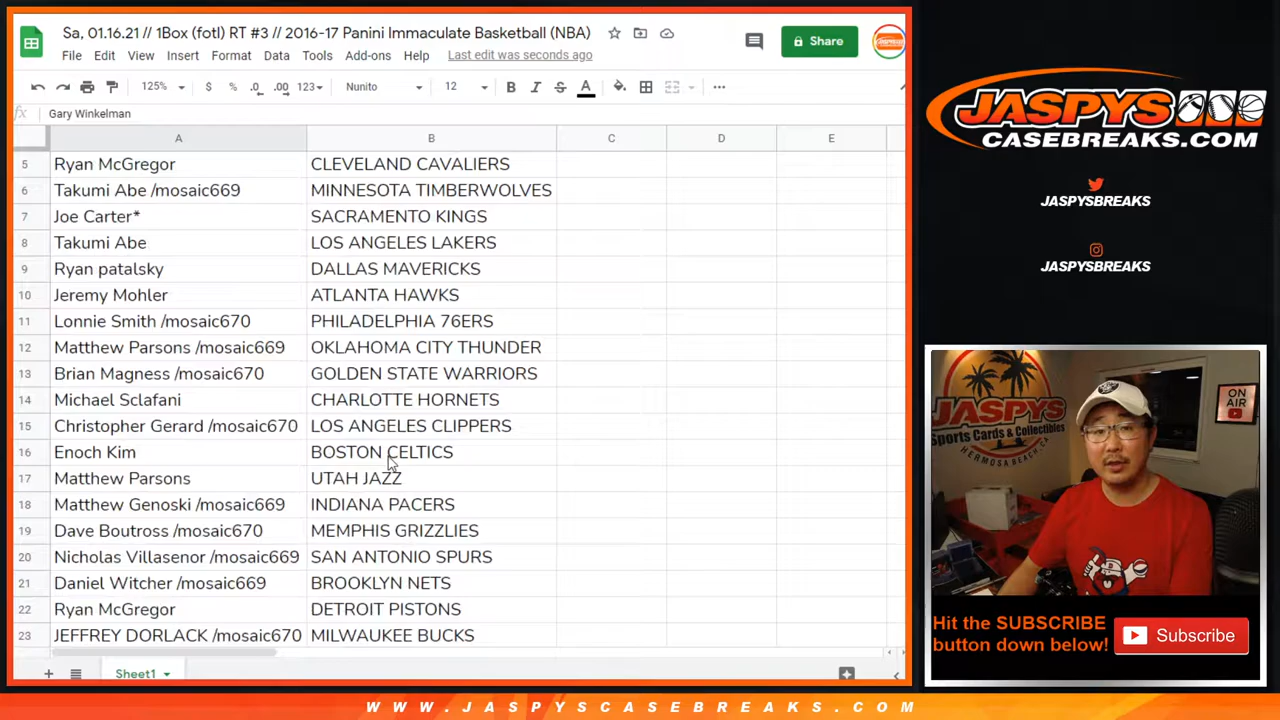 Sa, 01.16.21 // 1Box (fotl) RT #3 // 2016-17 Panini Immaculate Basketball (NBA)
File Edit View Insert Format Data Tools Add-ons Help Last edit was seconds ago
Share
125% $ % .0 .00 123 Nunito 12 B I S A
fx Gary Winkelman
A B C D E
5 Ryan McGregor CLEVELAND CAVALIERS
6 Takumi Abe /mosaic669 MINNESOTA TIMBERWOLVES
7 Joe Carter* SACRAMENTO KINGS
8 Takumi Abe LOS ANGELES LAKERS
9 Ryan patalsky DALLAS MAVERICKS
10 Jeremy Mohler ATLANTA HAWKS
11 Lonnie Smith /mosaic670 PHILADELPHIA 76ERS
12 Matthew Parsons /mosaic669 OKLAHOMA CITY THUNDER
13 Brian Magness /mosaic670 GOLDEN STATE WARRIORS
14 Michael Sclafani CHARLOTTE HORNETS
15 Christopher Gerard /mosaic670 LOS ANGELES CLIPPERS
16 Enoch Kim BOSTON CELTICS
17 Matthew Parsons UTAH JAZZ
18 Matthew Genoski /mosaic669 INDIANA PACERS
19 Dave Boutross /mosaic670 MEMPHIS GRIZZLIES
20 Nicholas Villasenor /mosaic669 SAN ANTONIO SPURS
21 Daniel Witcher /mosaic669 BROOKLYN NETS
22 Ryan McGregor DETROIT PISTONS
23 JEFFREY DORLACK /mosaic670 MILWAUKEE BUCKS
Sheet1
JASPYS
CASEBREAKS.COM
JASPYSBREAKS
JASPYSBREAKS
JASPYS
Sports Cards & Collectibles
HERMOSA BEACH, CA
ON AIR
Hit the SUBSCRIBE
button down below!
Subscribe
WWW.JASPYSCASEBREAKS.COM